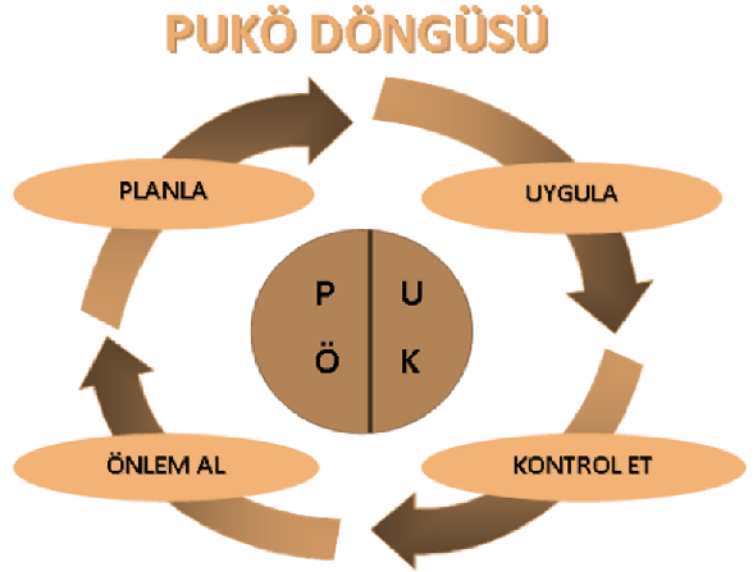 PUKÖ DÖNGÜSÜ
PLANLA
UYGULA
P U
Ö K
ÖNLEM AL
KONTROL ET